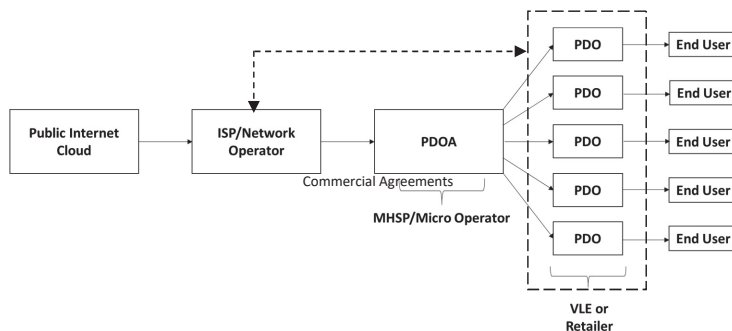 PDO
End User
PDO
End User
Public Internet
Cloud
ISP/Network
Operator
PDOA
PDO
End User
Commercial Agreements
MHSP/Micro Operator
PDO
End User
PDO
End User
VLE or
Retailer